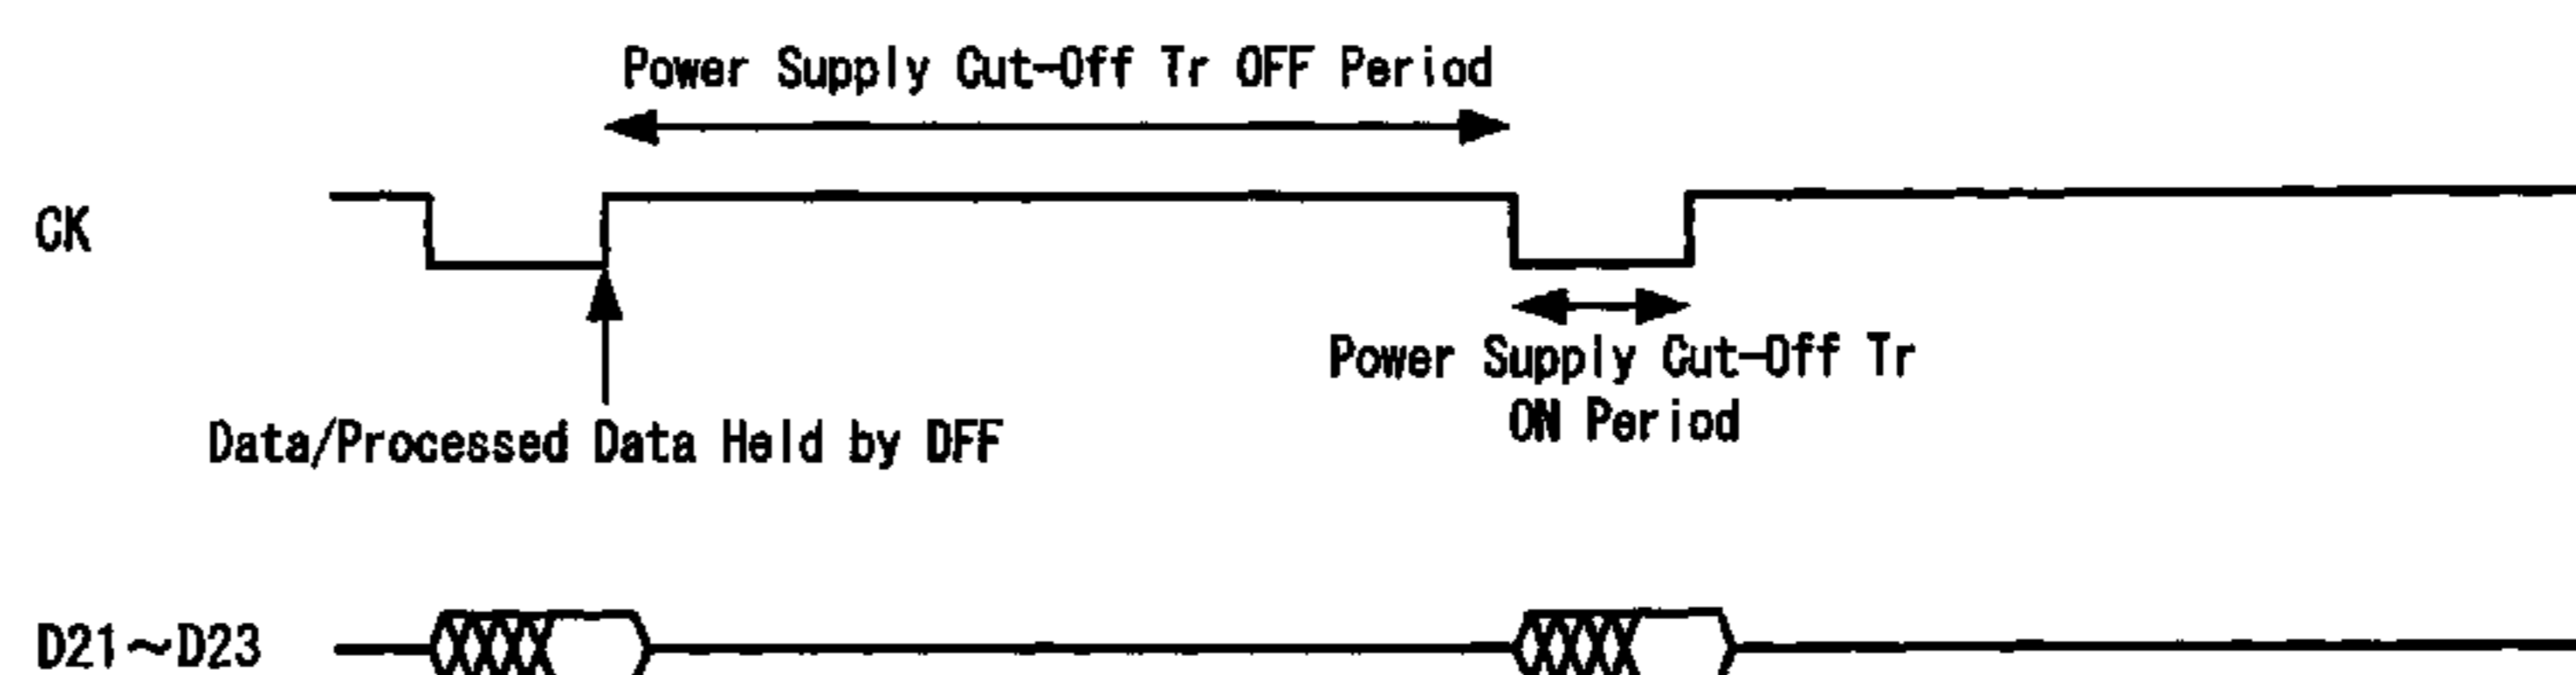 Power Supply Cut-Off Tr OFF Period
CK
Power Supply Cut-Off Tr
ON Period
Data/Processed Data Held by DFF
D21~D23